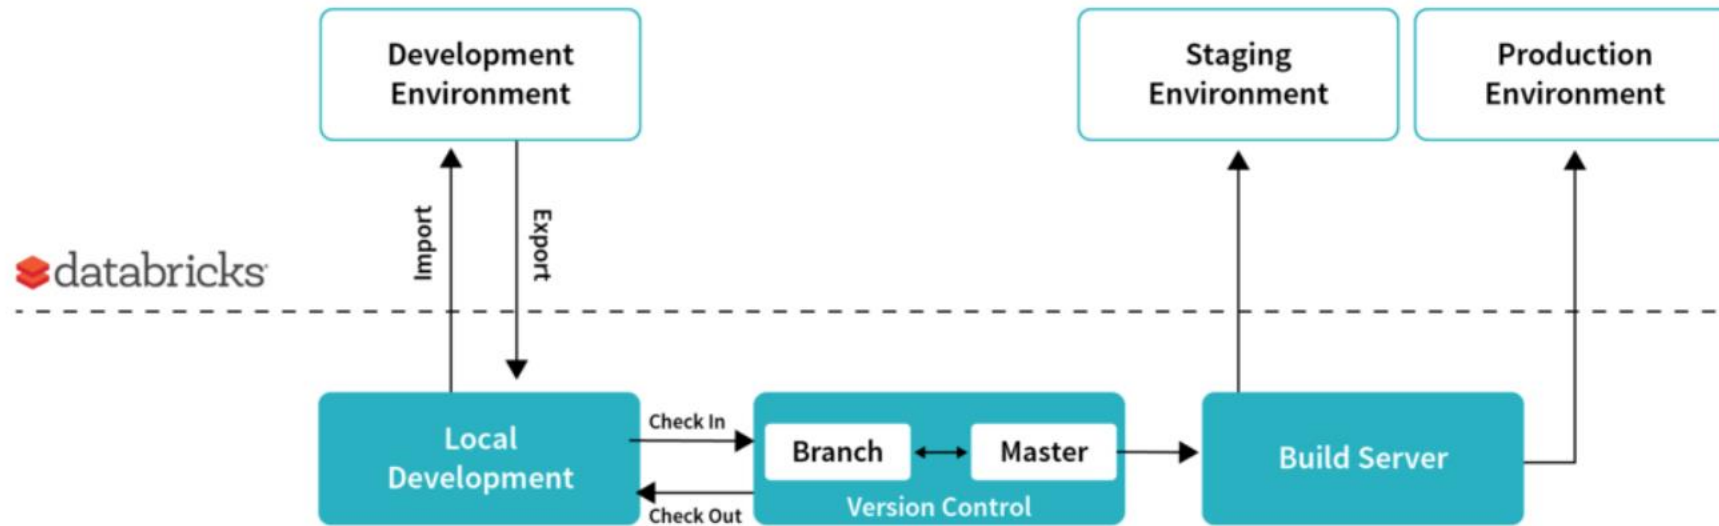 Development
Environment
Staging
Environment
Production
Environment
Import
Export
databricks
Local
Development
Check In
Check Out
Branch
Master
Version Control
Build Server